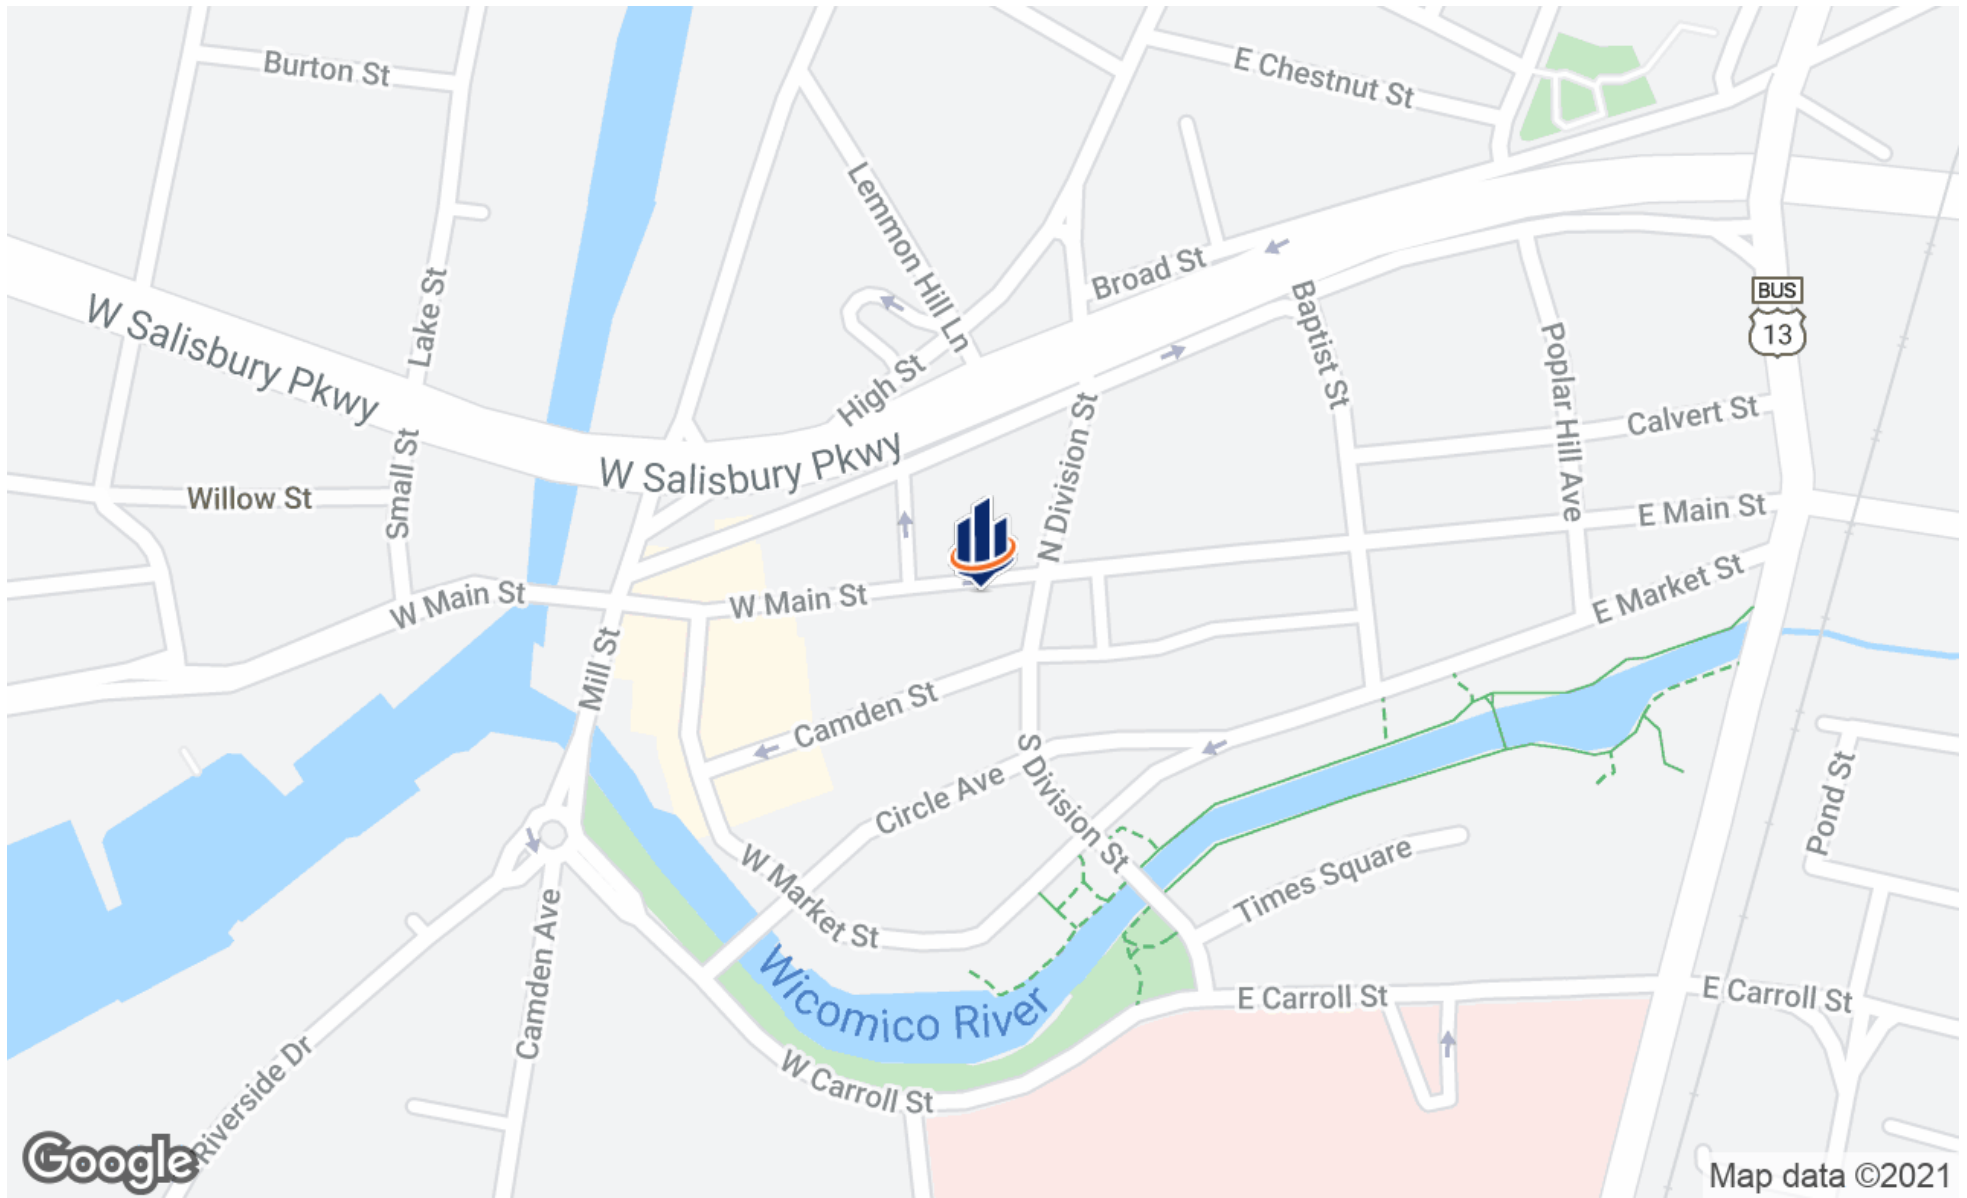 Burton St
E Chestnut St
Lemmon Hill Ln
Broad St
Lake St
W Salisbury Pkwy
BUS
13
Baptist St
Poplar Hill Ave
High St
Calvert St
N Division St
Small St
W Salisbury Pkwy
Willow St
E Main St
W Main St
W Main St
E Market St
Mill St
Camden St
S Division St
Circle Ave
Pond St
W Market St
Times Square
Camden Ave
Wicomico River
E Carroll St
E Carroll St
W Carroll St
Riverside Dr
Google
Map data ©2021